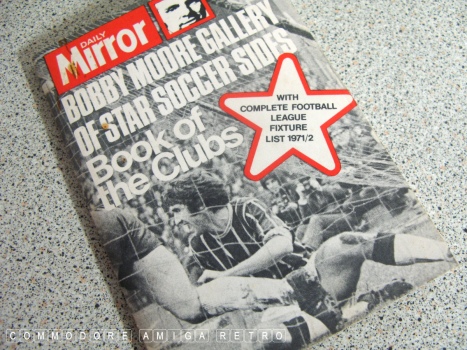 DAILY
Mirror
BOBBY MOORE GALLERY
OF STAR SOCCER SIDES
Book of
the Clubs
WITH
COMPLETE FOOTBALL
LEAGUE
FIXTURE
LIST 1971/2
COMMODORE AMIGA RETRO